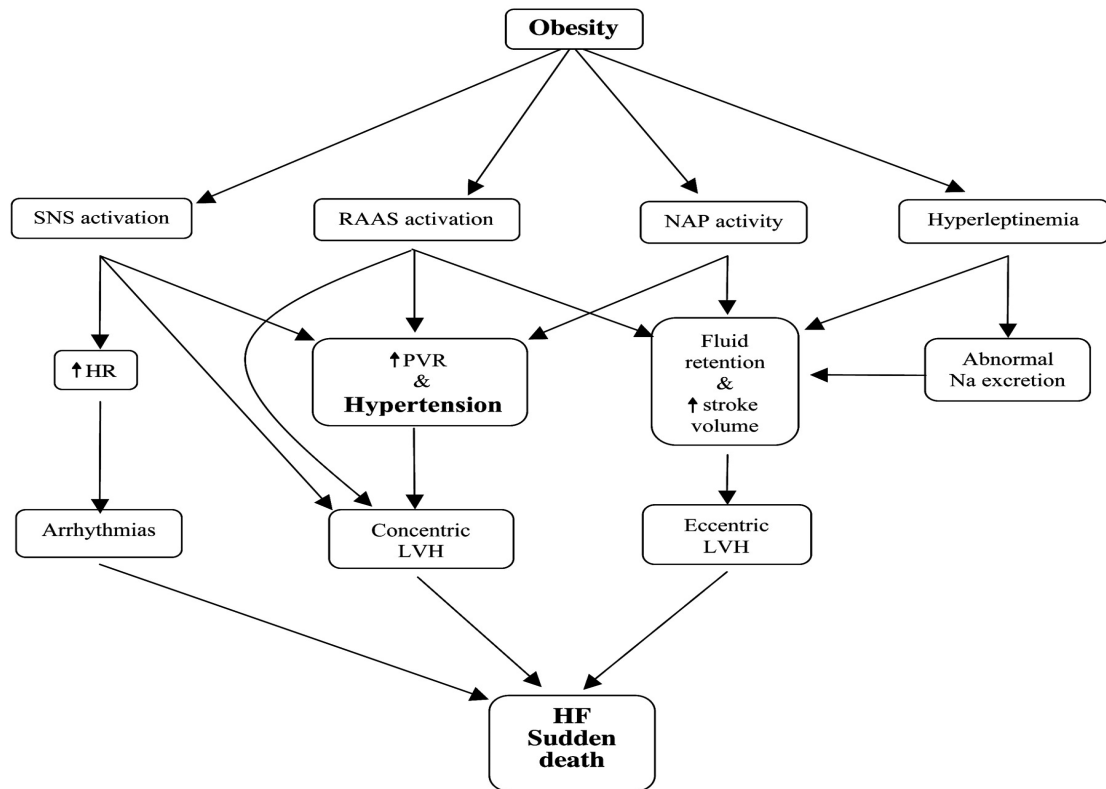 Obesity
SNS activation
RAAS activation
NAP activity
Hyperleptinemia
↑HR
↑PVR
&
Hypertension
Fluid
retention
&
↑ stroke
volume
Abnormal
Na excretion
Arrhythmias
Concentric
LVH
Eccentric
LVH
HF
Sudden
death